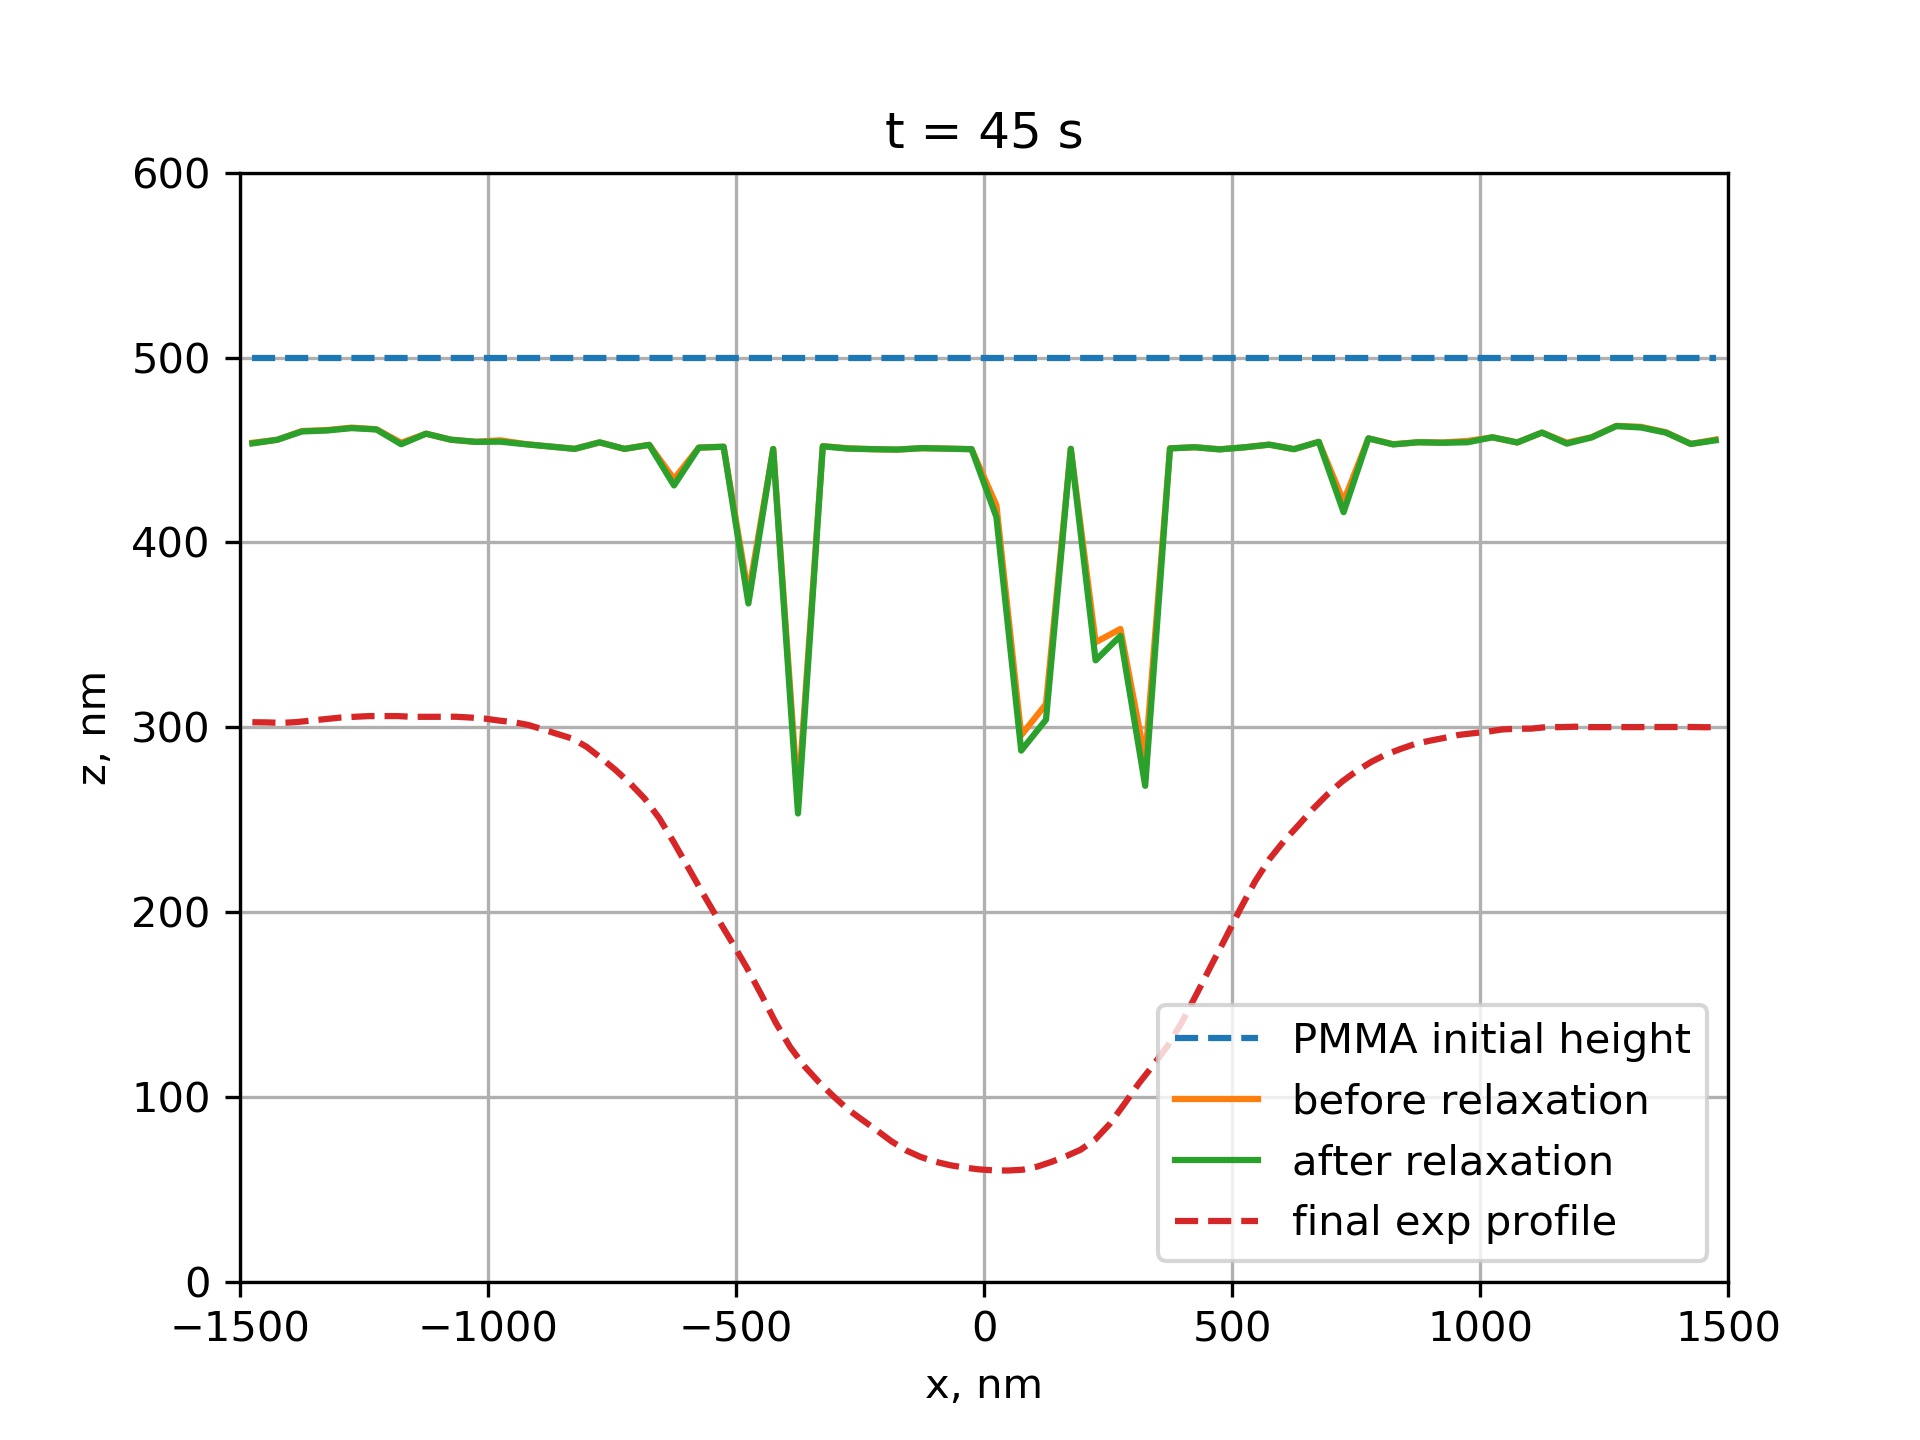 t = 45 s
600
500
400
300
200
100
0
z, nm
−1500
−1000
−500
0
500
1000
1500
x, nm
PMMA initial height
before relaxation
after relaxation
final exp profile